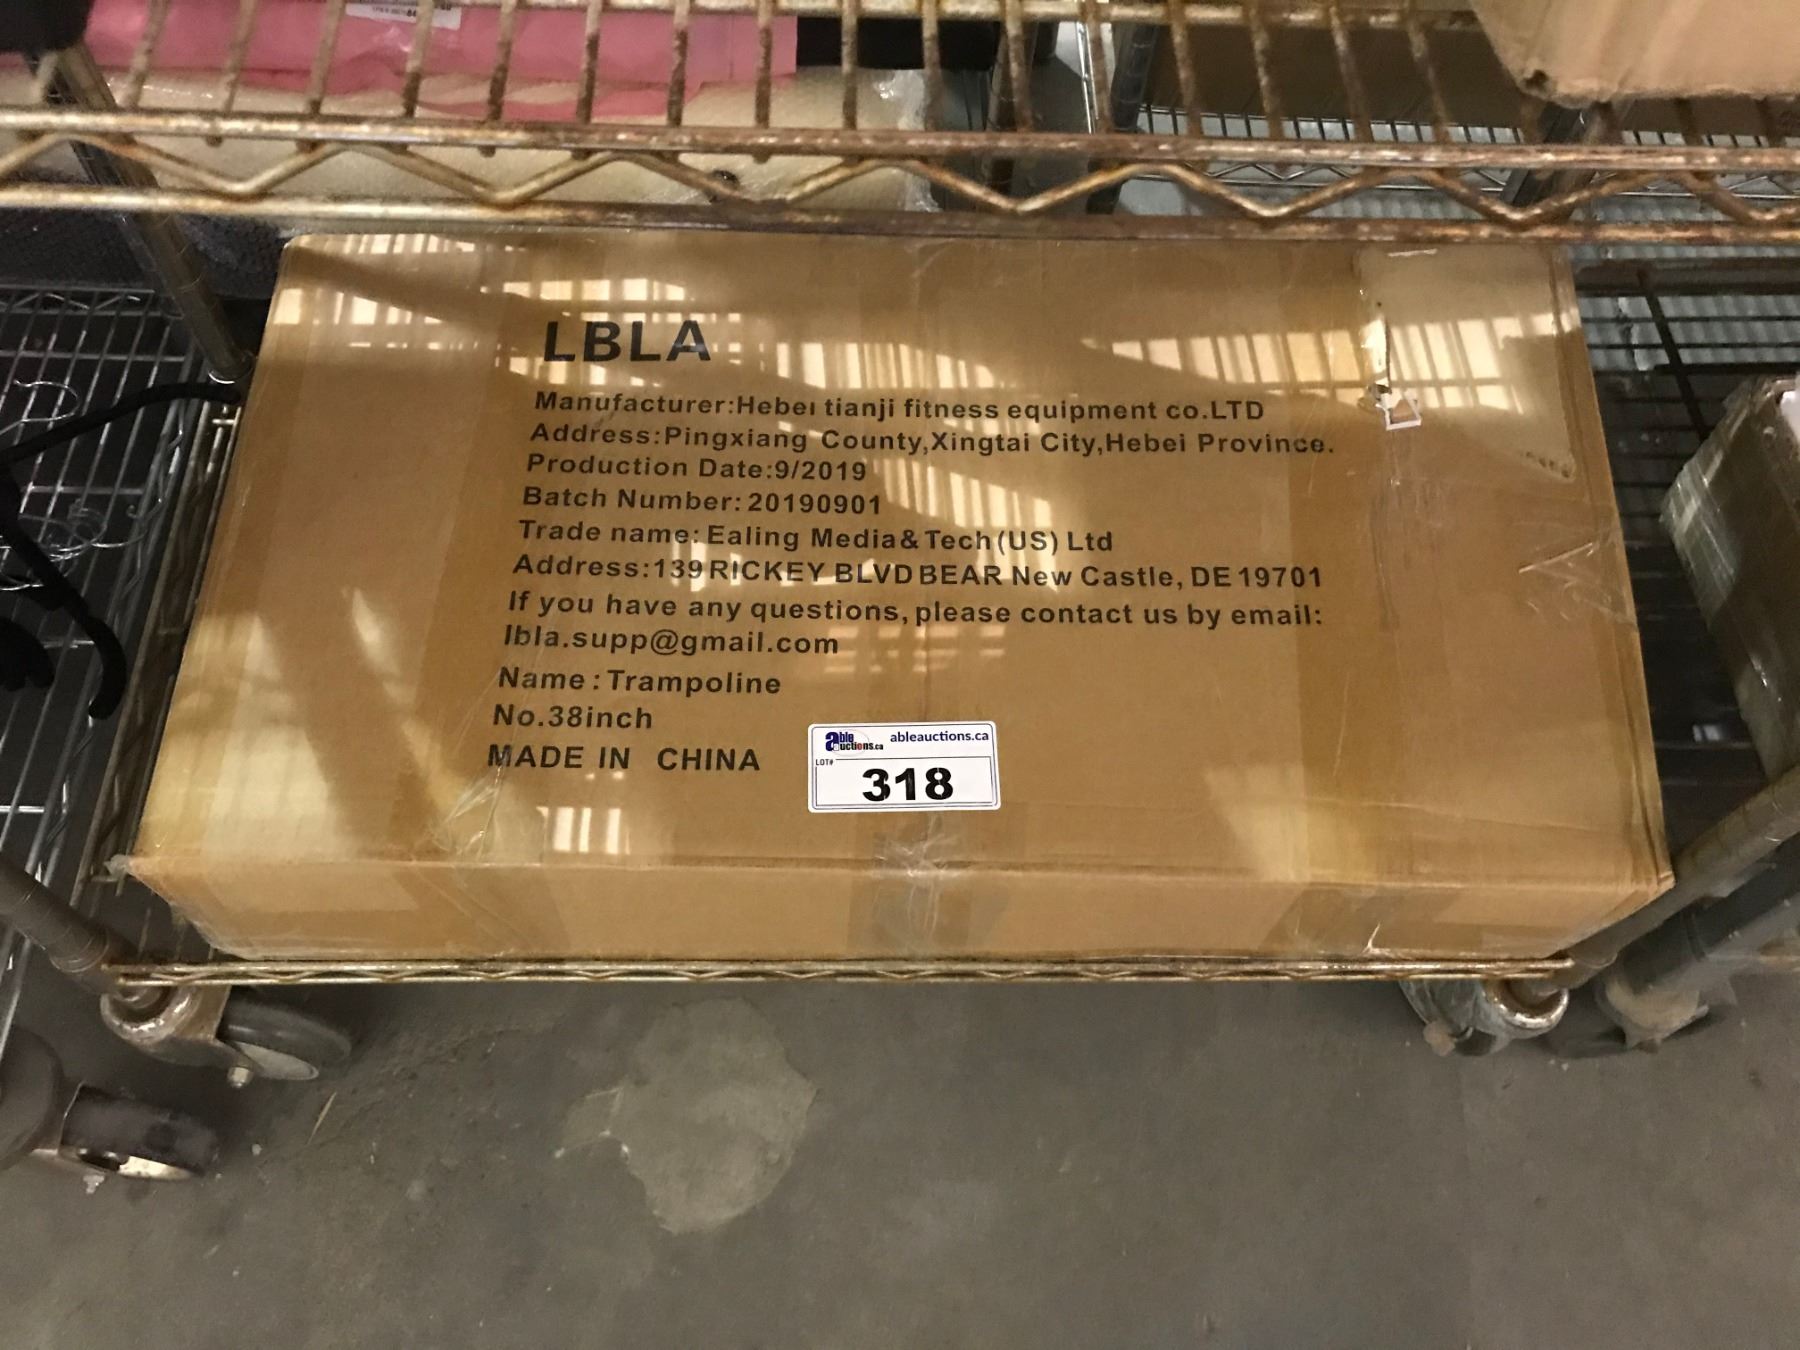 LBLA
Manufacturer:Hebei tianji fitness equipment co.LTD
Address:Pingxiang County,Xingtai City,Hebei Province.
Production Date:9/2019
Batch Number: 20190901
Trade name: Ealing Media&Tech(US) Ltd
Address:139 RICKEY BLVD BEAR New Castle, DE 19701
If you have any questions, please contact us by email:
lbla.supp@gmail.com
Name : Trampoline
No.38inch
MADE IN CHINA
able auctions.ca ableauctions.ca
LOT#
318